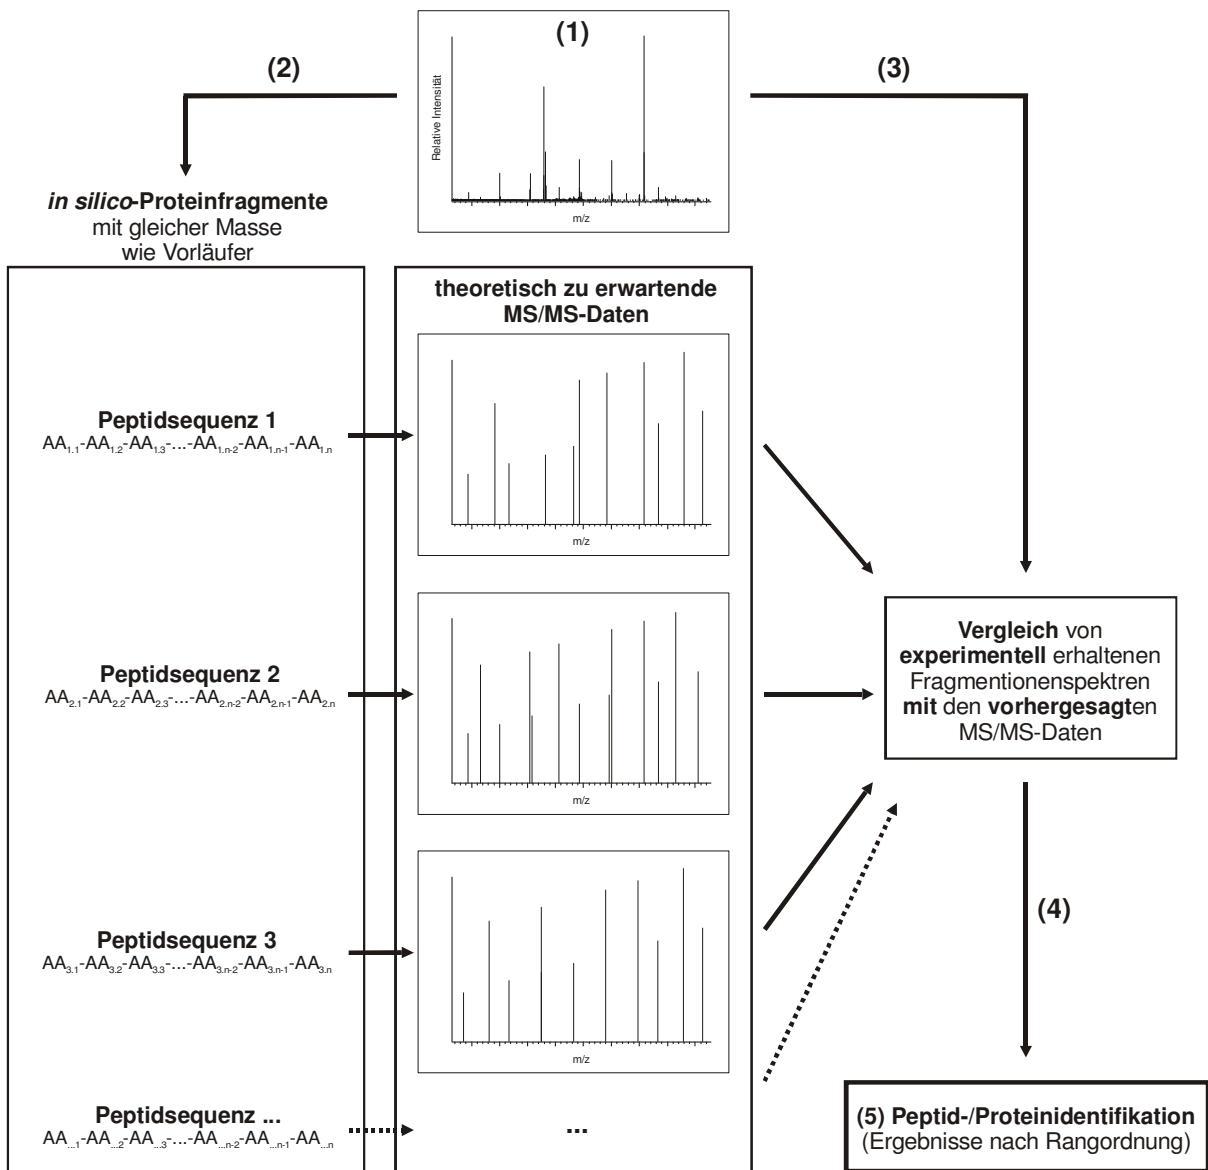 (1)
(2)
(3)
Relative Intensität
m/z
in silico-Proteinfragmente
mit gleicher Masse
wie Vorläufer
theoretisch zu erwartende
MS/MS-Daten
Peptidsequenz 1
AA1.1-AA1.2-AA1.3-...-AA1.n-2-AA1.n-1-AA1.n
m/z
Peptidsequenz 2
AA2.1-AA2.2-AA2.3-...-AA2.n-2-AA2.n-1-AA2.n
m/z
Vergleich von
experimentell erhaltenen
Fragmentionenspektren
mit den vorhergesagten
MS/MS-Daten
Peptidsequenz 3
AA3.1-AA3.2-AA3.3-...-AA3.n-2-AA3.n-1-AA3.n
m/z
(4)
Peptidsequenz ...
AA...1-AA...2-AA...3-...-AA...n-2-AA...n-1-AA...n
...
(5) Peptid-/Proteinidentifikation
(Ergebnisse nach Rangordnung)